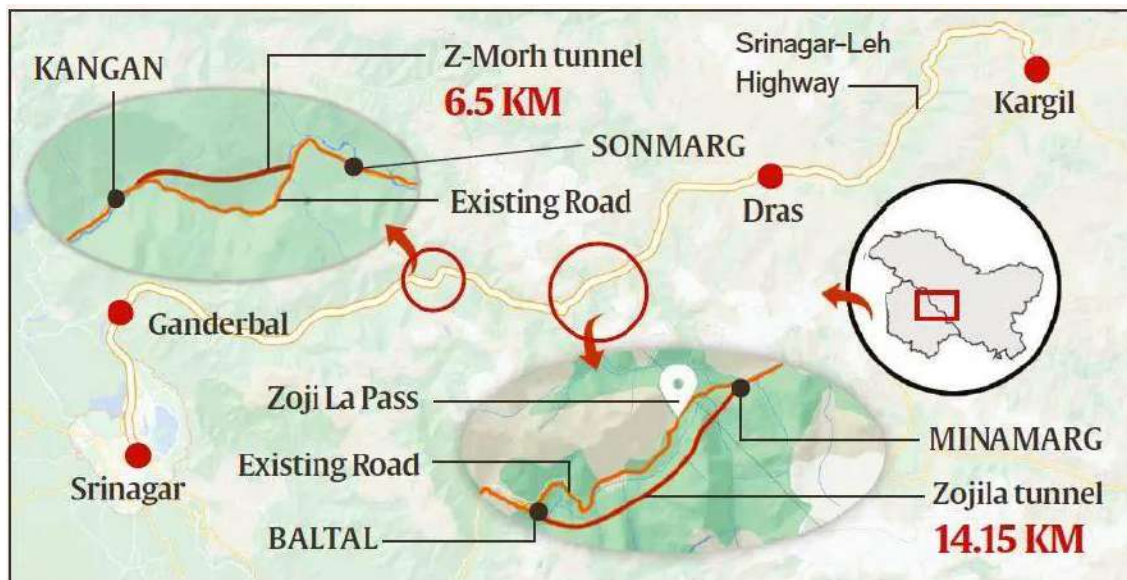 KANGAN
Z-Morh tunnel
6.5 KM
Srinagar-Leh
Highway
Kargil
SONMARG
Existing Road
Dras
Ganderbal
Zoji La Pass
MINAMARG
Existing Road
Srinagar
Zojila tunnel
BALTAL
14.15 KM